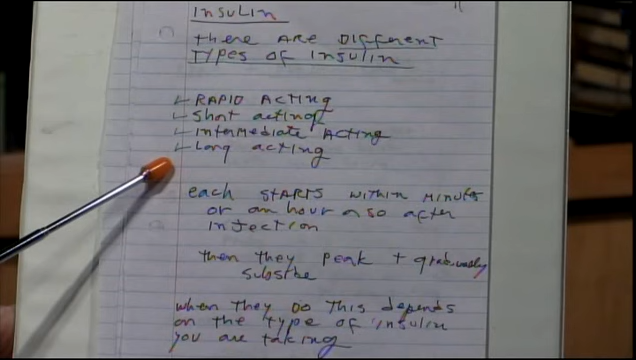 INSULIN
there ARE DIFFerent
Types of INSulin
RAPID ActIng
Short acting
Intermediate ActIng
Long acting
each STARTS within minutes
or an hour or so after
InJection
then they peak + gradually
subside
when they Do This depends
on the type of insulin
you are taking